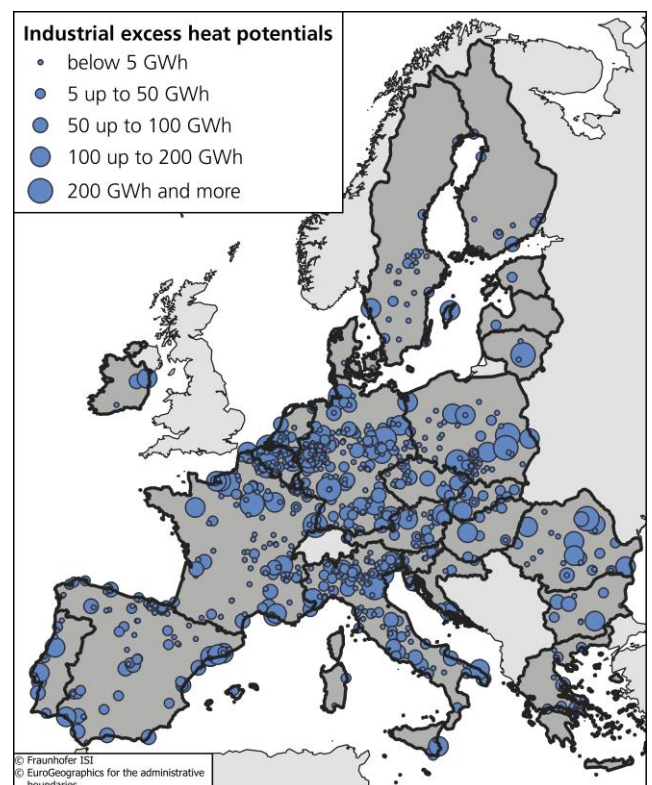 Industrial excess heat potentials
below 5 GWh
5 up to 50 GWh
50 up to 100 GWh
100 up to 200 GWh
200 GWh and more
© Fraunhofer ISI
© EuroGeographics for the administrative
boundaries